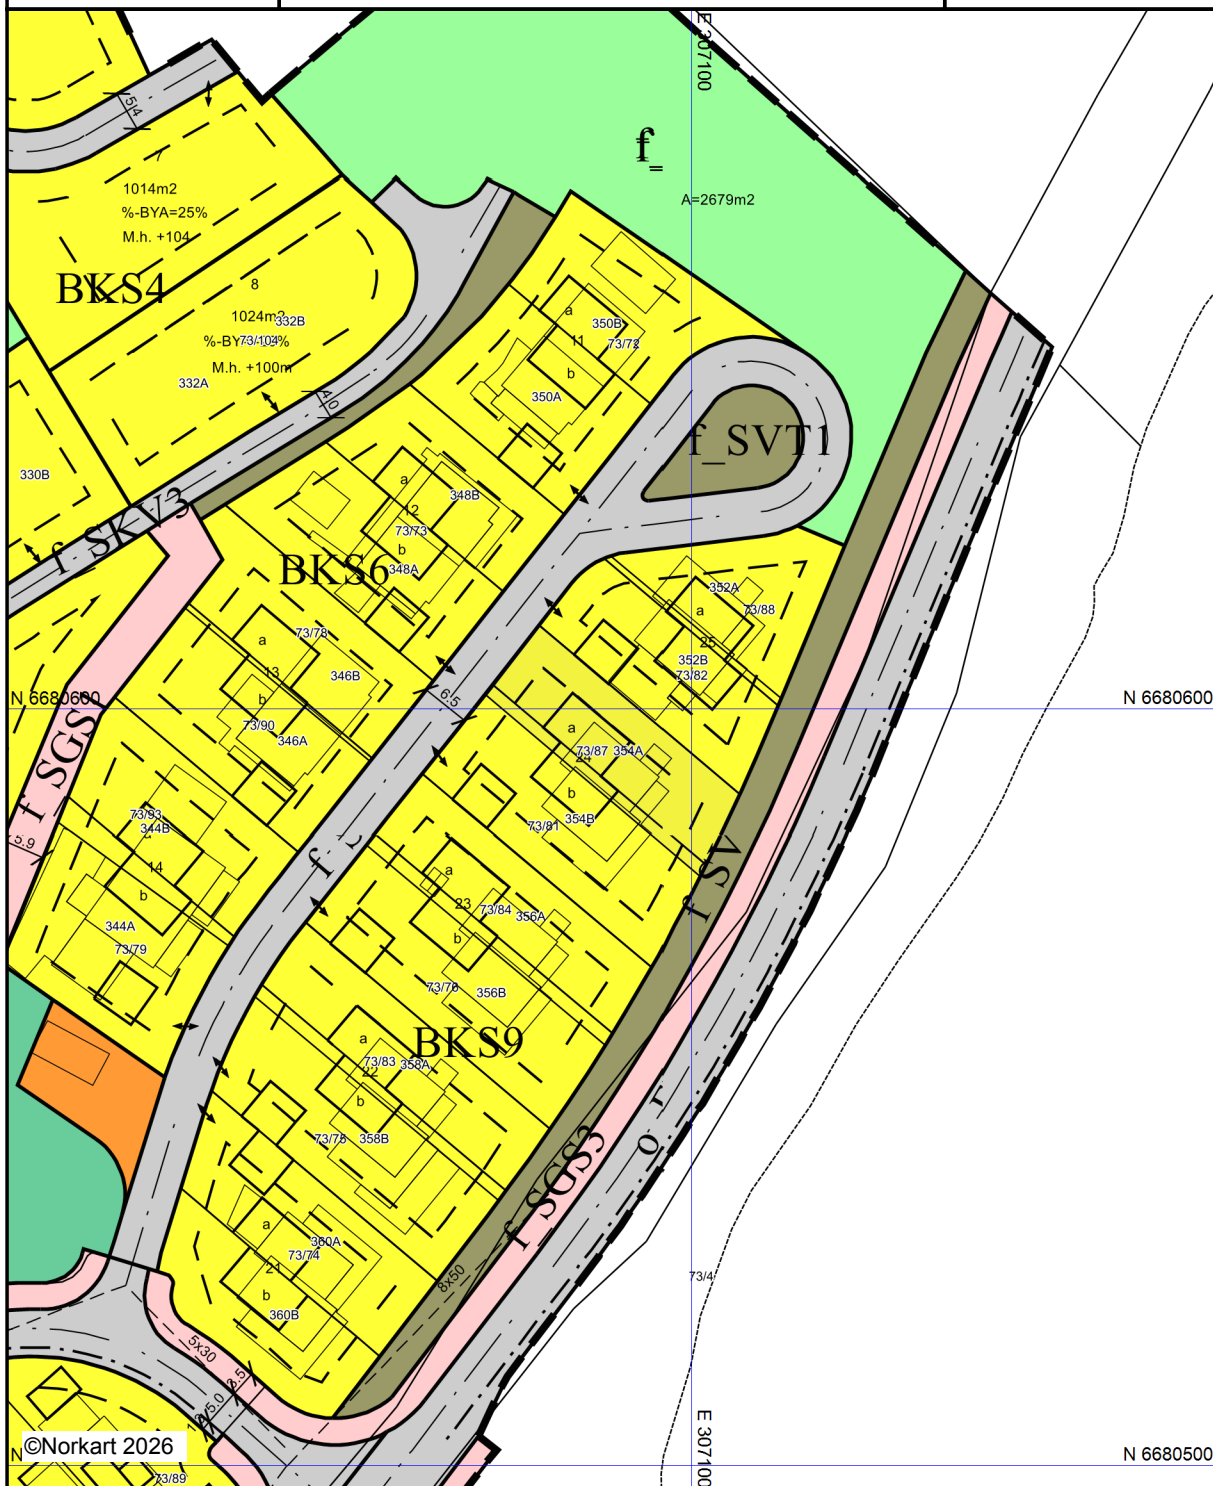 E 307100
5,4
7
1014m2
%-BYA=25%
M.h. +104
f_
A=2679m2
BKS4
8
1024m2
332B
73/104
M.h. +100m
332A
4,0
a
350B
11
73/72
b
350A
330B
f_SVT1
f_SKV3
a
348B
12
73/73
b
348A
BKS6
352A
73/88
a
25
352B
73/82
73/78
a
346B
13
b
73/90
346A
N 6680600
N 6680600
6,5
a
73/87
354A
24
b
354B
73/81
f_SGS
5.9
73/93
344B
14
b
344A
73/79
f_SV
a
73/84
356A
23
b
73/76
356B
BKS9
a
73/83
358A
22
b
73/75
358B
f_SGS3
a
360A
73/74
21
b
360B
8x50
73/4
5x30
3.5
5.0
E 307100
©Norkart 2026
N
N 6680500
73/89